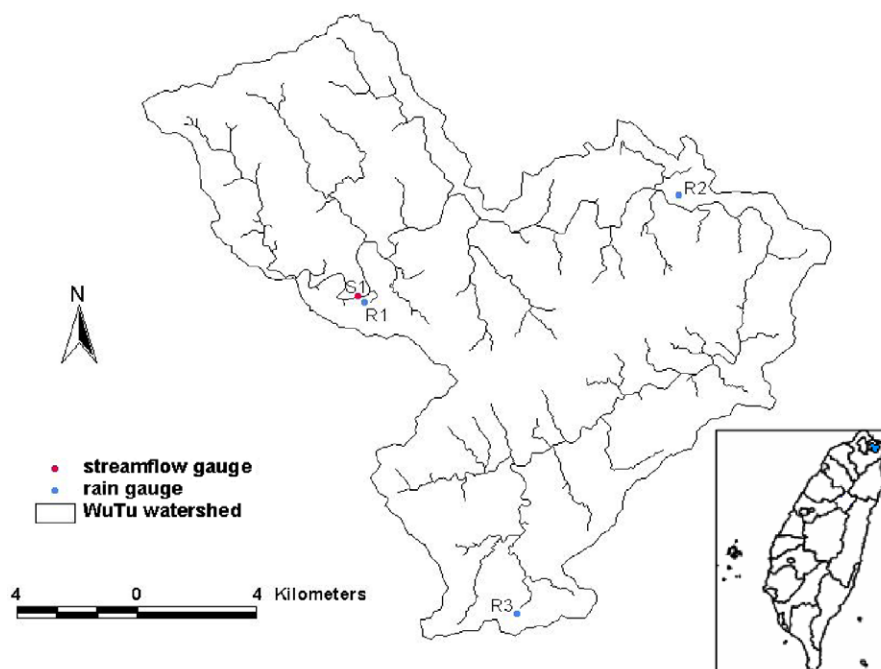 R2
S1
R1
N
streamflow gauge
rain gauge
WuTu watershed
4 0 4 Kilometers
R3